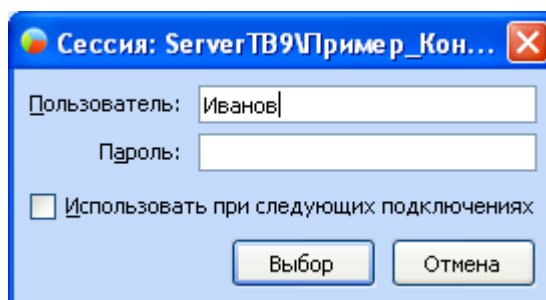 Сессия: ServerTB9\Пример_Кон...
Пользователь: Иванов
Пароль:
Использовать при следующих подключениях
Выбор Отмена